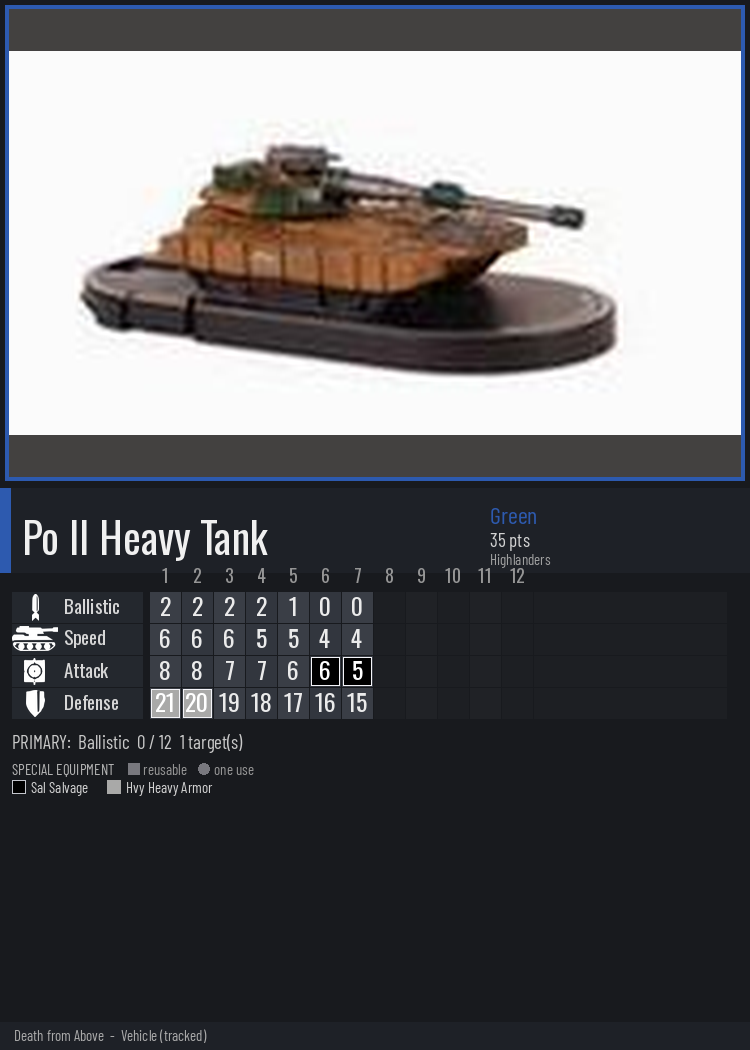 Po II Heavy Tank
Green
35 pts
Highlanders
1 2 3 4 5 6 7 8 9 10 11 12
Ballistic 2 2 2 2 1 0 0
Speed 6 6 6 5 5 4 4
Attack 8 8 7 7 6 6 5
Defense 21 20 19 18 17 16 15
PRIMARY: Ballistic 0 / 12 1 target(s)
SPECIAL EQUIPMENT reusable one use
Sal Salvage Hvy Heavy Armor
Death from Above - Vehicle (tracked)